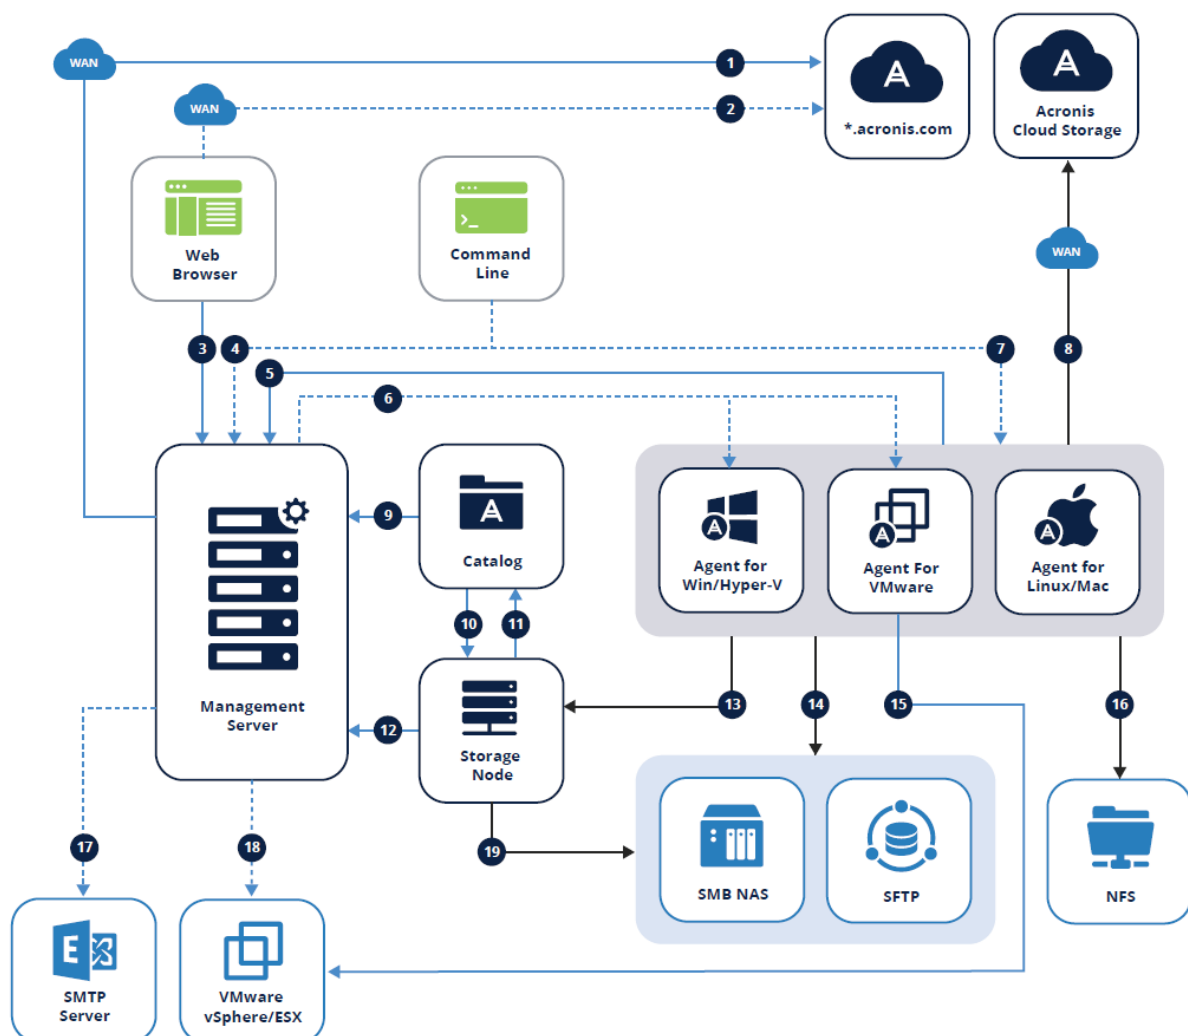 WAN
1
WAN
2
*.acronis.com
Acronis
Cloud Storage
Web
Browser
Command
Line
WAN
3
4
5
6
7
8
Management
Server
9
Catalog
10
11
12
Storage
Node
Agent for
Win/Hyper-V
Agent For
VMware
Agent for
Linux/Mac
13
14
15
16
17
18
19
SMB NAS
SFTP
NFS
E
SMTP
Server
VMware
vSphere/ESX